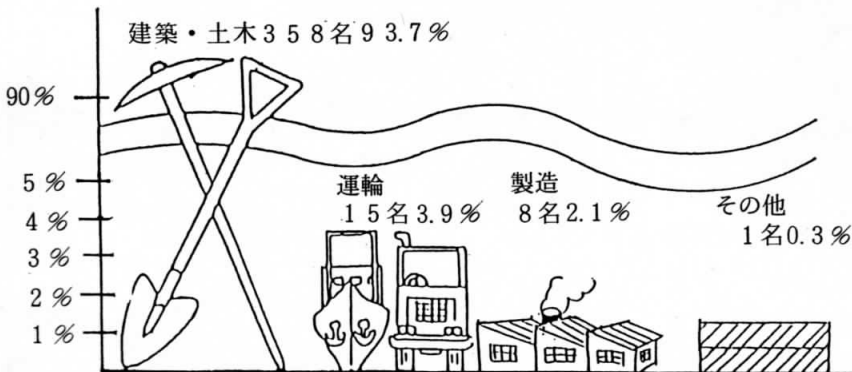 建築・土木358名93.7%
90%
5%
4%
3%
2%
1%
運輪
15名3.9%
製造
8名2.1%
その他
1名0.3%